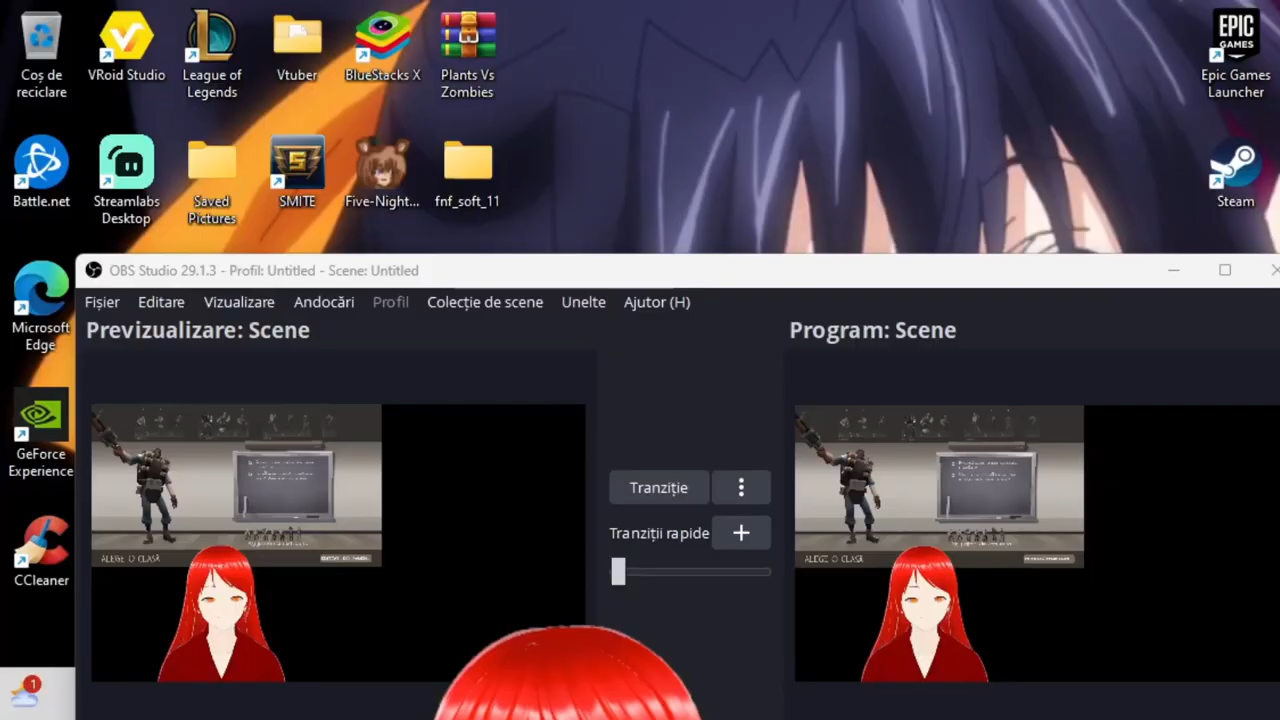 Coș de
reciclare
VRoid Studio
League of
Legends
Vtuber
BlueStacks X
Plants Vs
Zombies
EPIC
GAMES
Epic Games
Launcher
Battle.net
Streamlabs
Desktop
Saved
Pictures
S
SMITE
Five-Night...
fnf_soft_11
Steam
Microsoft
Edge
GeForce
Experience
CCleaner
1
OBS Studio 29.1.3 - Profil: Untitled - Scene: Untitled
Fișier Editare Vizualizare Andocări Profil Colecție de scene Unelte Ajutor (H)
Previzualizare: Scene
Program: Scene
Tranziție
Tranziții rapide
ALEGE O CLASĂ
ALEGE O CLASĂ